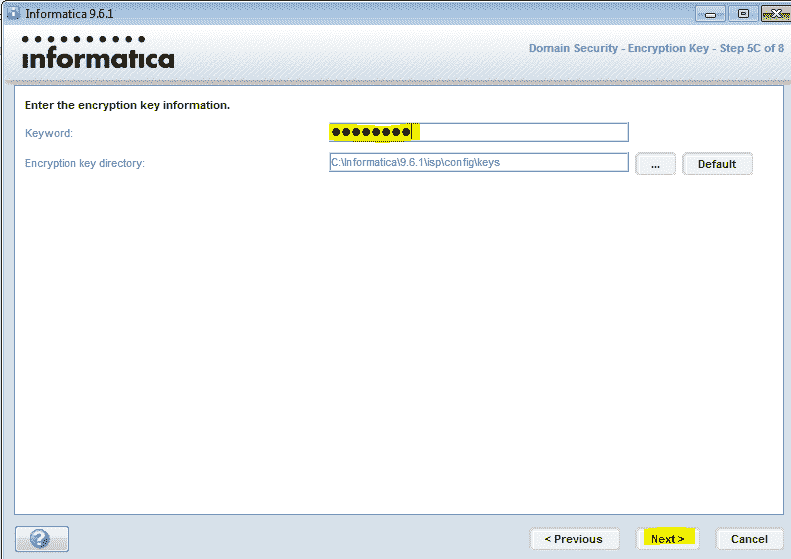 Informatica 9.6.1
informatica
Domain Security - Encryption Key - Step 5C of 8
Enter the encryption key information.
Keyword: ●●●●●●●●
Encryption key directory: C:\Informatica\9.6.1\isp\config\keys ... Default
? < Previous Next > Cancel